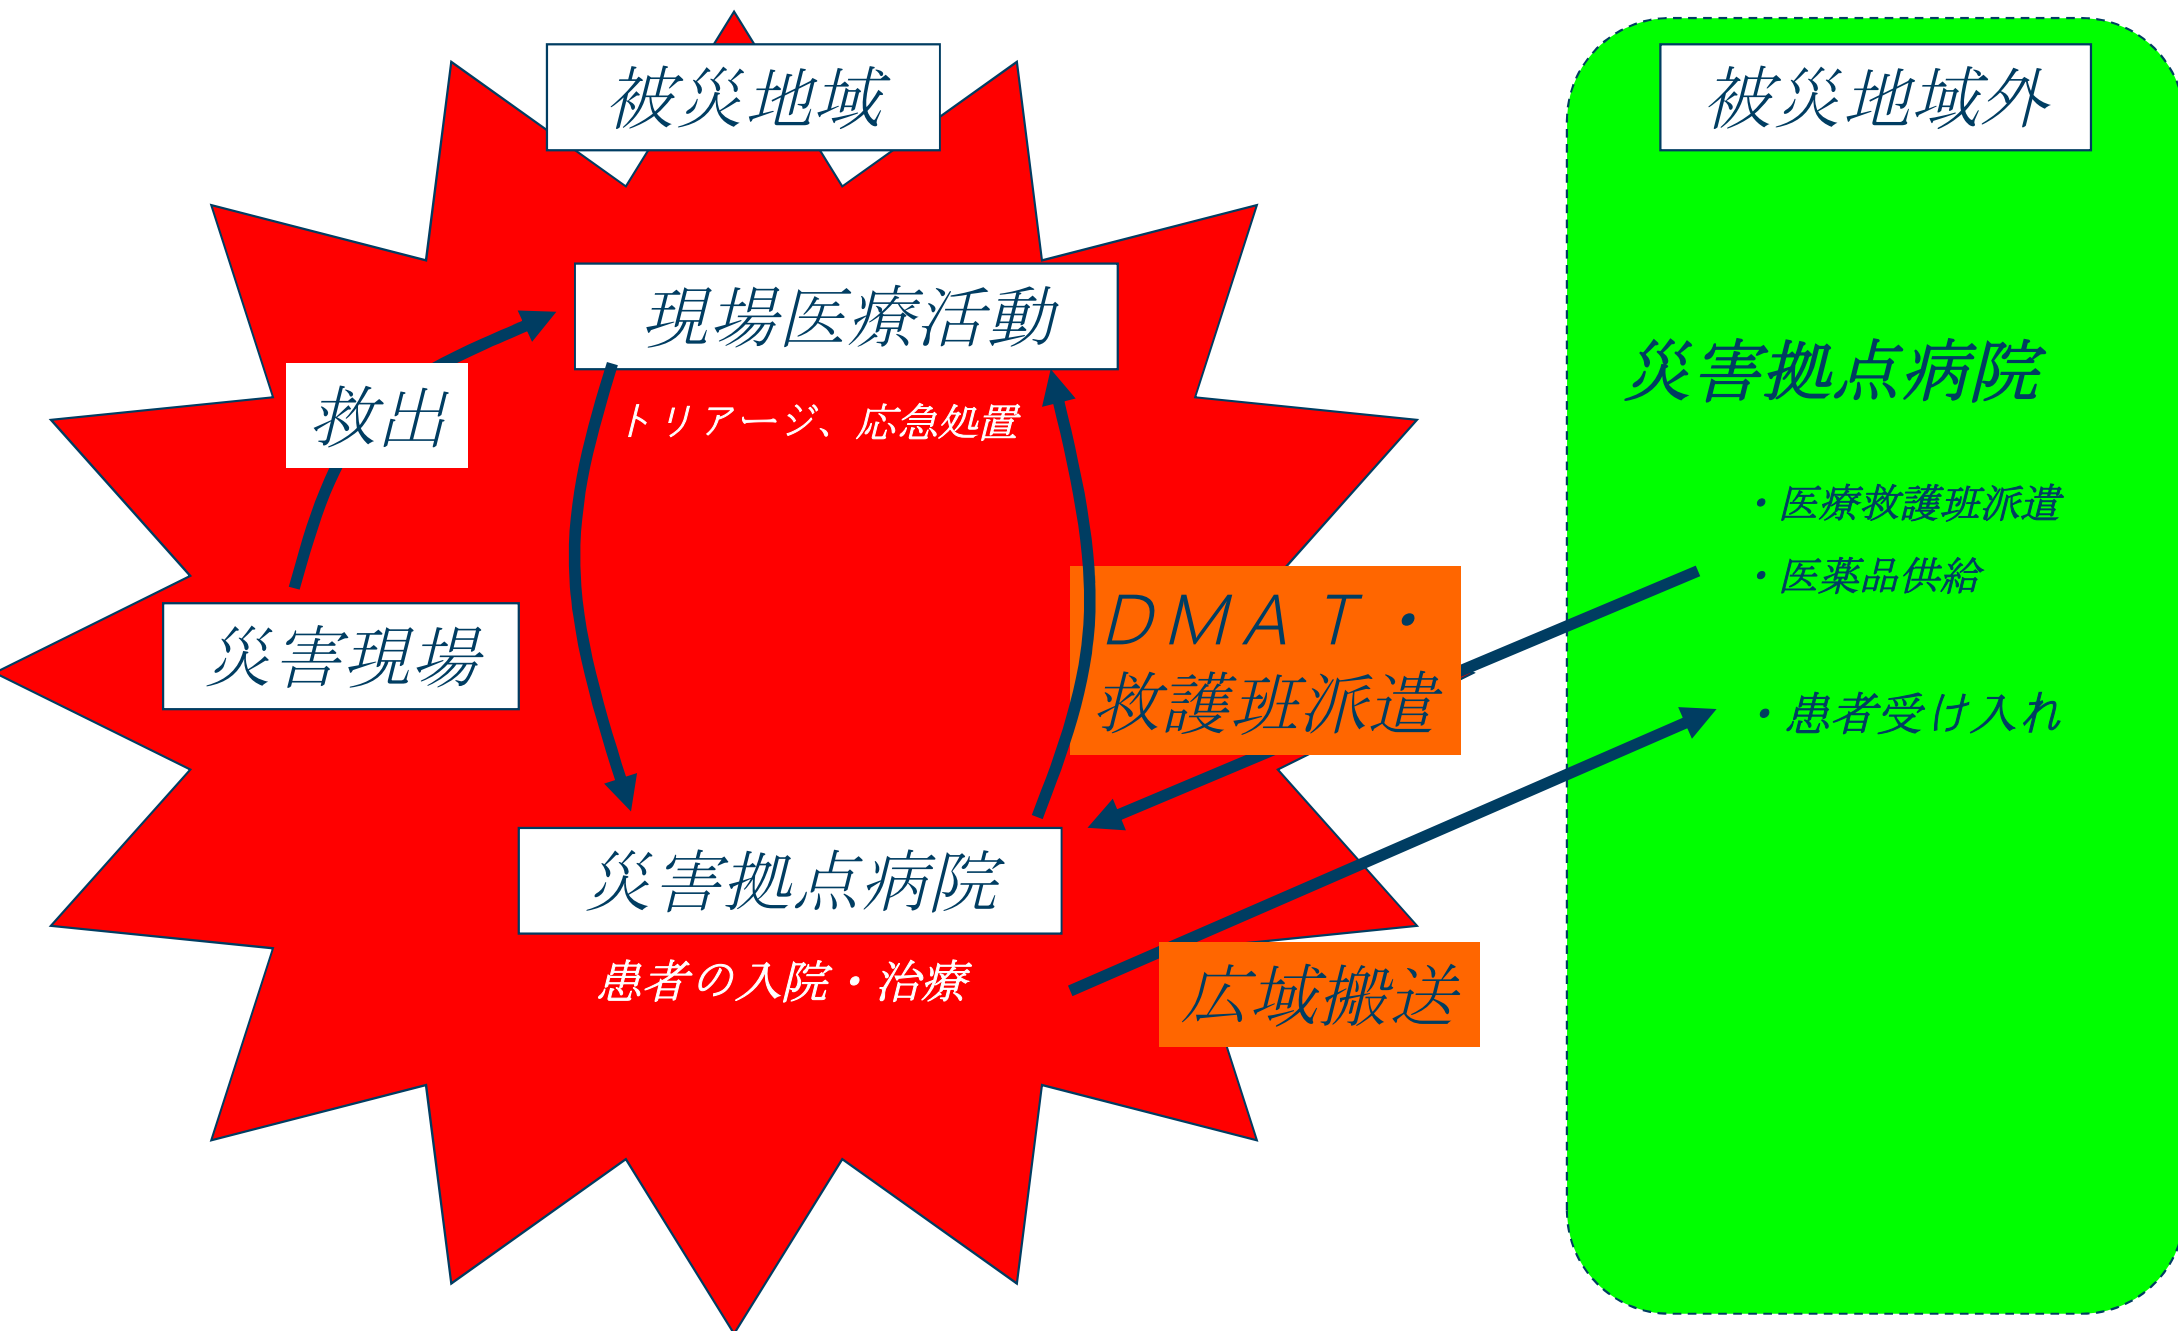 被災地域
現場医療活動
トリアージ、応急処置
救出
災害現場
ＤＭＡＴ・
救護班派遣
災害拠点病院
患者の入院・治療
広域搬送
被災地域外
災害拠点病院
・医療救護班派遣
・医薬品供給
・患者受け入れ